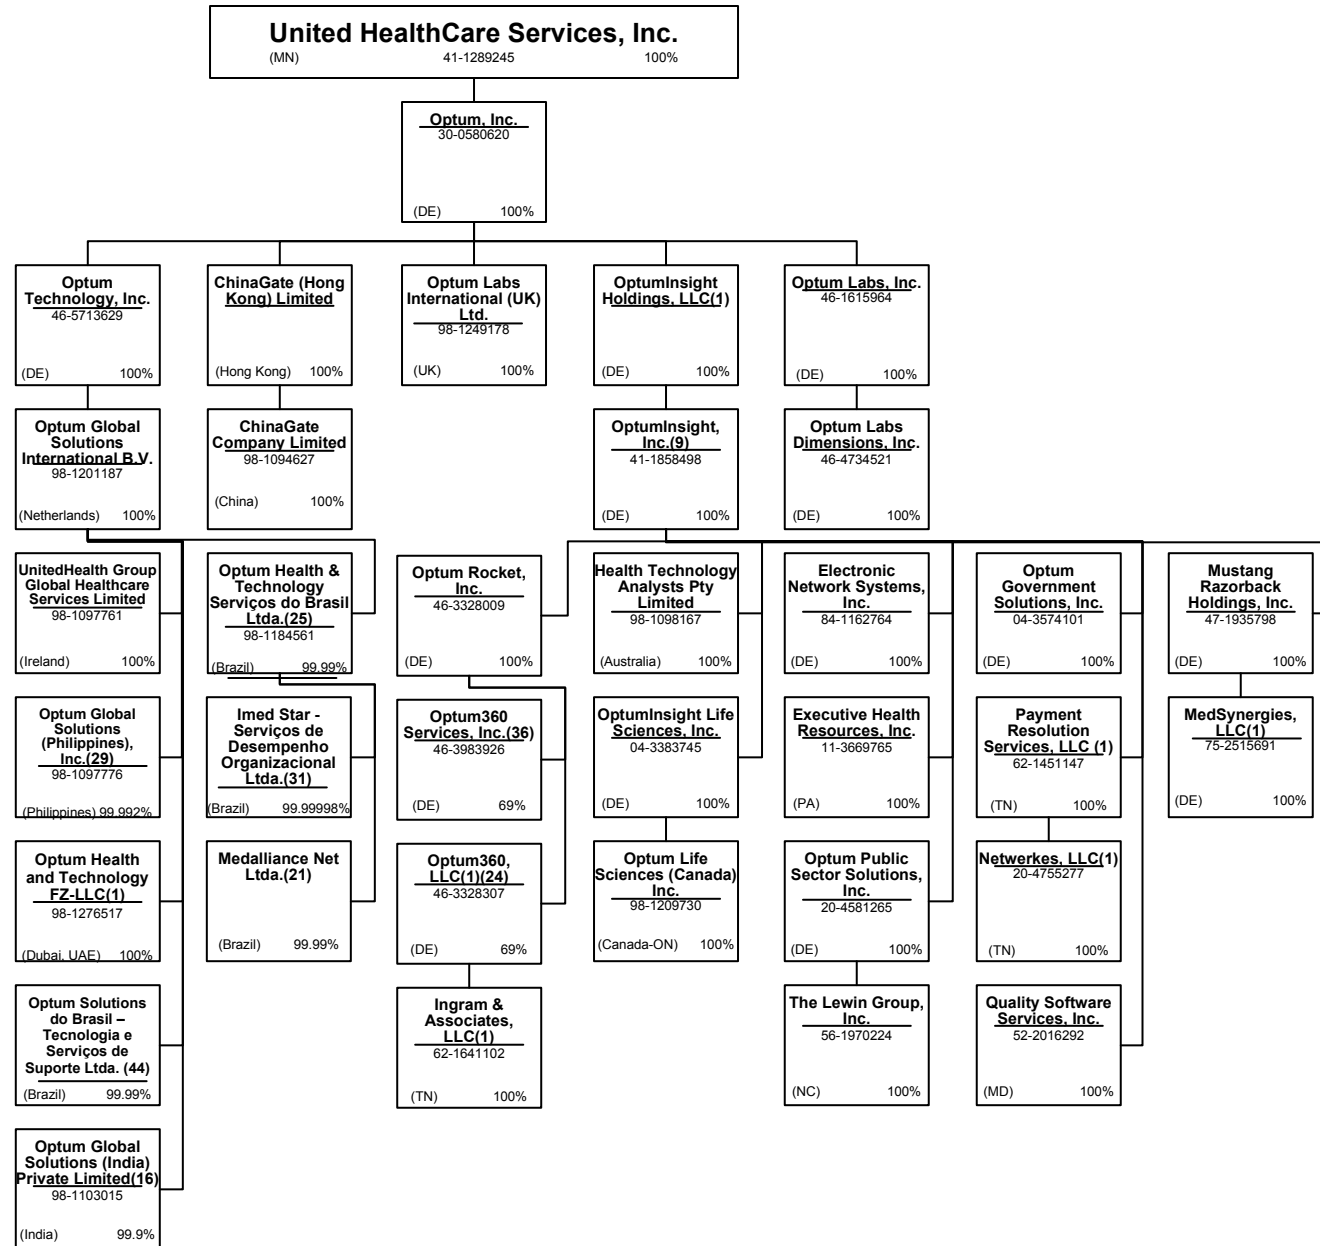 United HealthCare Services, Inc.
(MN) 41-1289245 100%
Optum, Inc.
30-0580620
(DE) 100%
Optum
Technology, Inc.
46-5713629
(DE) 100%
ChinaGate (Hong
Kong) Limited
(Hong Kong) 100%
Optum Labs
International (UK)
Ltd.
98-1249178
(UK) 100%
OptumInsight
Holdings, LLC(1)
(DE) 100%
Optum Labs, Inc.
46-1615964
(DE) 100%
Optum Global
Solutions
International B.V.
98-1201187
(Netherlands) 100%
ChinaGate
Company Limited
98-1094627
(China) 100%
OptumInsight,
Inc.(9)
41-1858498
(DE) 100%
Optum Labs
Dimensions, Inc.
46-4734521
(DE) 100%
UnitedHealth Group
Global Healthcare
Services Limited
98-1097761
(Ireland) 100%
Optum Health &
Technology
Serviços do Brasil
Ltda.(25)
98-1184561
(Brazil) 99.99%
Optum Rocket,
Inc.
46-3328009
(DE) 100%
Health Technology
Analysts Pty
Limited
98-1098167
(Australia) 100%
Electronic
Network Systems,
Inc.
84-1162764
(DE) 100%
Optum
Government
Solutions, Inc.
04-3574101
(DE) 100%
Mustang
Razorback
Holdings, Inc.
47-1935798
(DE) 100%
Optum Global
Solutions
(Philippines),
Inc.(29)
98-1097776
(Philippines) 99.992%
Imed Star -
Serviços de
Desempenho
Organizacional
Ltda.(31)
(Brazil) 99.99998%
Optum360
Services, Inc.(36)
46-3983926
(DE) 69%
OptumInsight Life
Sciences, Inc.
04-3383745
(DE) 100%
Executive Health
Resources, Inc.
11-3669765
(PA) 100%
Payment
Resolution
Services, LLC (1)
62-1451147
(TN) 100%
MedSynergies,
LLC(1)
75-2515691
(DE) 100%
Optum Health
and Technology
FZ-LLC(1)
98-1276517
(Dubai, UAE) 100%
Medalliance Net
Ltda.(21)
(Brazil) 99.99%
Optum360,
LLC(1)(24)
46-3328307
(DE) 69%
Optum Life
Sciences (Canada)
Inc.
98-1209730
(Canada-ON) 100%
Optum Public
Sector Solutions,
Inc.
20-4581265
(DE) 100%
Netwerkes, LLC(1)
20-4755277
(TN) 100%
Optum Solutions
do Brasil –
Tecnologia e
Serviços de
Suporte Ltda. (44)
(Brazil) 99.99%
Ingram &
Associates,
LLC(1)
62-1641102
(TN) 100%
The Lewin Group,
Inc.
56-1970224
(NC) 100%
Quality Software
Services, Inc.
52-2016292
(MD) 100%
Optum Global
Solutions (India)
Private Limited(16)
98-1103015
(India) 99.9%